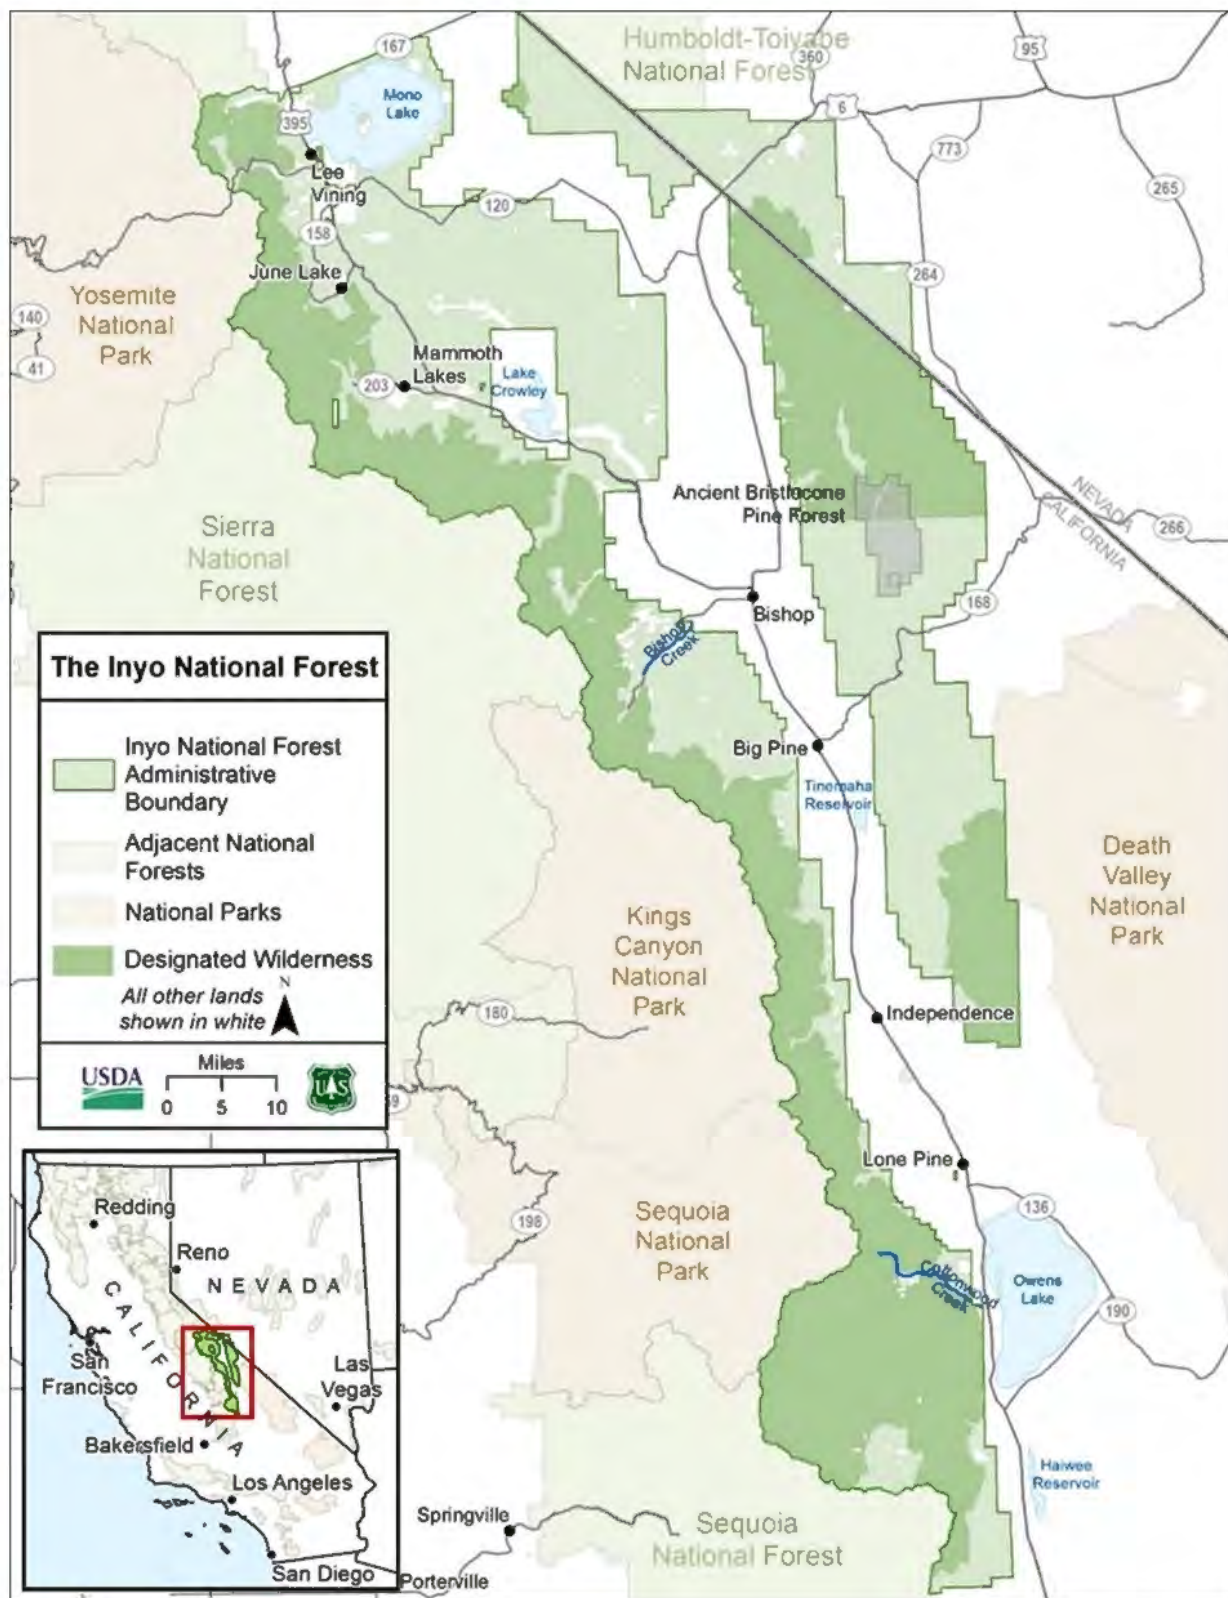 Humboldt-Toiyabe
National Forest
167
360
95
6
Mono
Lake
395
Lee
Vining
773
265
120
158
June Lake
264
Yosemite
National
Park
140
41
Mammoth
Lakes
203
Lake
Crowley
Ancient Bristlecone
Pine Forest
NEVADA
CALIFORNIA
266
Sierra
National
Forest
168
Bishop
Bishop
Creek
Big Pine
Tinemaha
Reservoir
Death
Valley
National
Park
Kings
Canyon
National
Park
Independence
180
Lone Pine
198
Sequoia
National
Park
136
Cottonwood
Creek
Owens
Lake
190
Haiwee
Reservoir
Springville
Sequoia
National Forest
Porterville
The Inyo National Forest
Inyo National Forest
Administrative
Boundary
Adjacent National
Forests
National Parks
Designated Wilderness
All other lands
shown in white
N
USDA
Miles
0 5 10
U S
Redding
Reno
NEVADA
CALIFORNIA
San
Francisco
Las
Vegas
Bakersfield
Los Angeles
San Diego